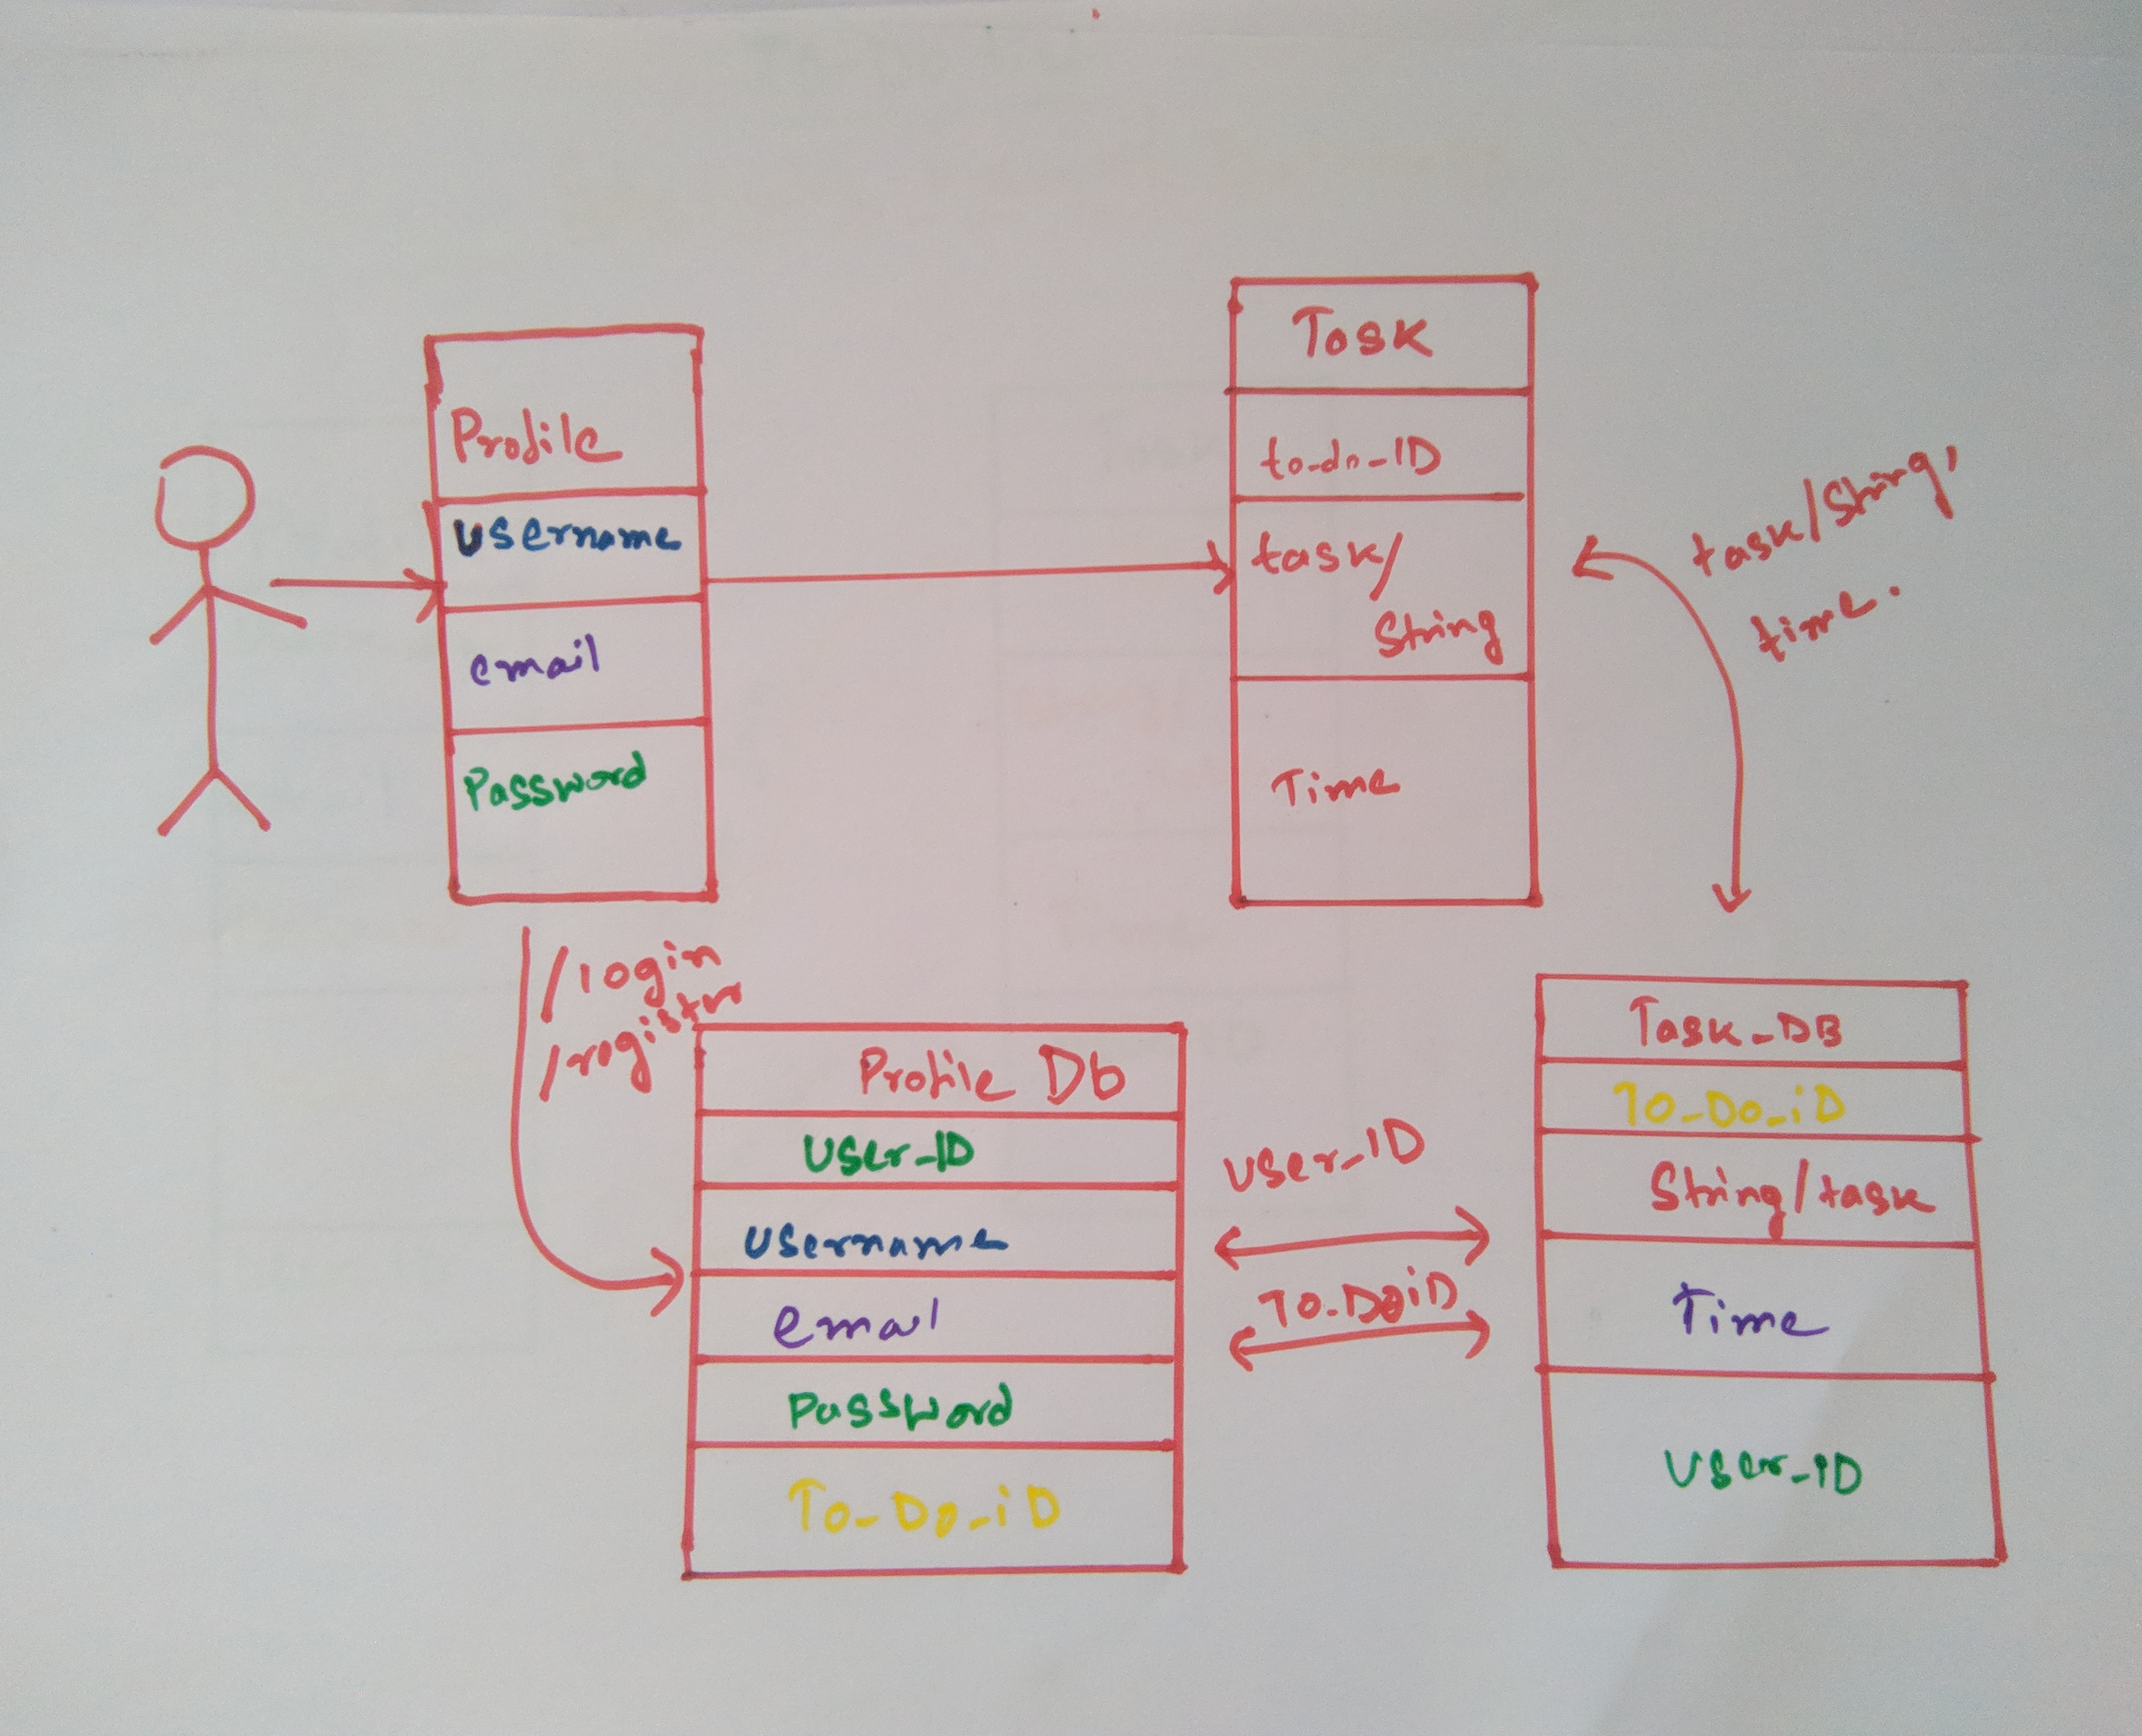 Profile
username
email
Password
Task
to-do-ID
task/
String
Time
task/String,
time.
/login
/register
Profile Db
User-ID
Username
email
Password
To-Do-iD
User-ID
To-DoiD
Task-DB
To-Do-iD
String/task
Time
User-ID